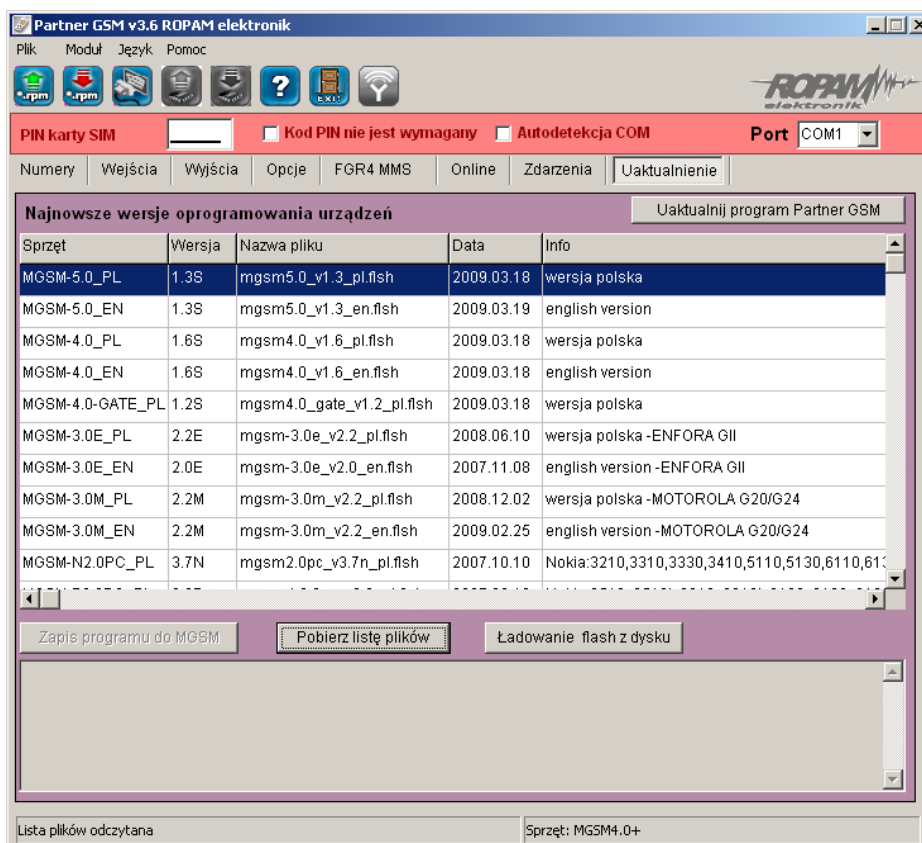 Partner GSM v3.6 ROPAM elektronik
Plik Moduł Język Pomoc
*.rpm *.rpm ? EXIT ROPAM
elektronik
PIN karty SIM Kod PIN nie jest wymagany Autodetekcja COM Port COM1
Numery Wejścia Wyjścia Opcje FGR4 MMS Online Zdarzenia Uaktualnienie
Najnowsze wersje oprogramowania urządzeń Uaktualnij program Partner GSM
Sprzęt Wersja Nazwa pliku Data Info
MGSM-5.0_PL 1.3S mgsm5.0_v1.3_pl.flsh 2009.03.18 wersja polska
MGSM-5.0_EN 1.3S mgsm5.0_v1.3_en.flsh 2009.03.19 english version
MGSM-4.0_PL 1.6S mgsm4.0_v1.6_pl.flsh 2009.03.18 wersja polska
MGSM-4.0_EN 1.6S mgsm4.0_v1.6_en.flsh 2009.03.18 english version
MGSM-4.0-GATE_PL 1.2S mgsm4.0_gate_v1.2_pl.flsh 2009.03.18 wersja polska
MGSM-3.0E_PL 2.2E mgsm-3.0e_v2.2_pl.flsh 2008.06.10 wersja polska -ENFORA GII
MGSM-3.0E_EN 2.0E mgsm-3.0e_v2.0_en.flsh 2007.11.08 english version -ENFORA GII
MGSM-3.0M_PL 2.2M mgsm-3.0m_v2.2_pl.flsh 2008.12.02 wersja polska -MOTOROLA G20/G24
MGSM-3.0M_EN 2.2M mgsm-3.0m_v2.2_en.flsh 2009.02.25 english version -MOTOROLA G20/G24
MGSM-N2.0PC_PL 3.7N mgsm2.0pc_v3.7n_pl.flsh 2007.10.10 Nokia:3210,3310,3330,3410,5110,5130,6110,613
Zapis programu do MGSM Pobierz listę plików Ładowanie flash z dysku
Lista plików odczytana Sprzęt: MGSM4.0+